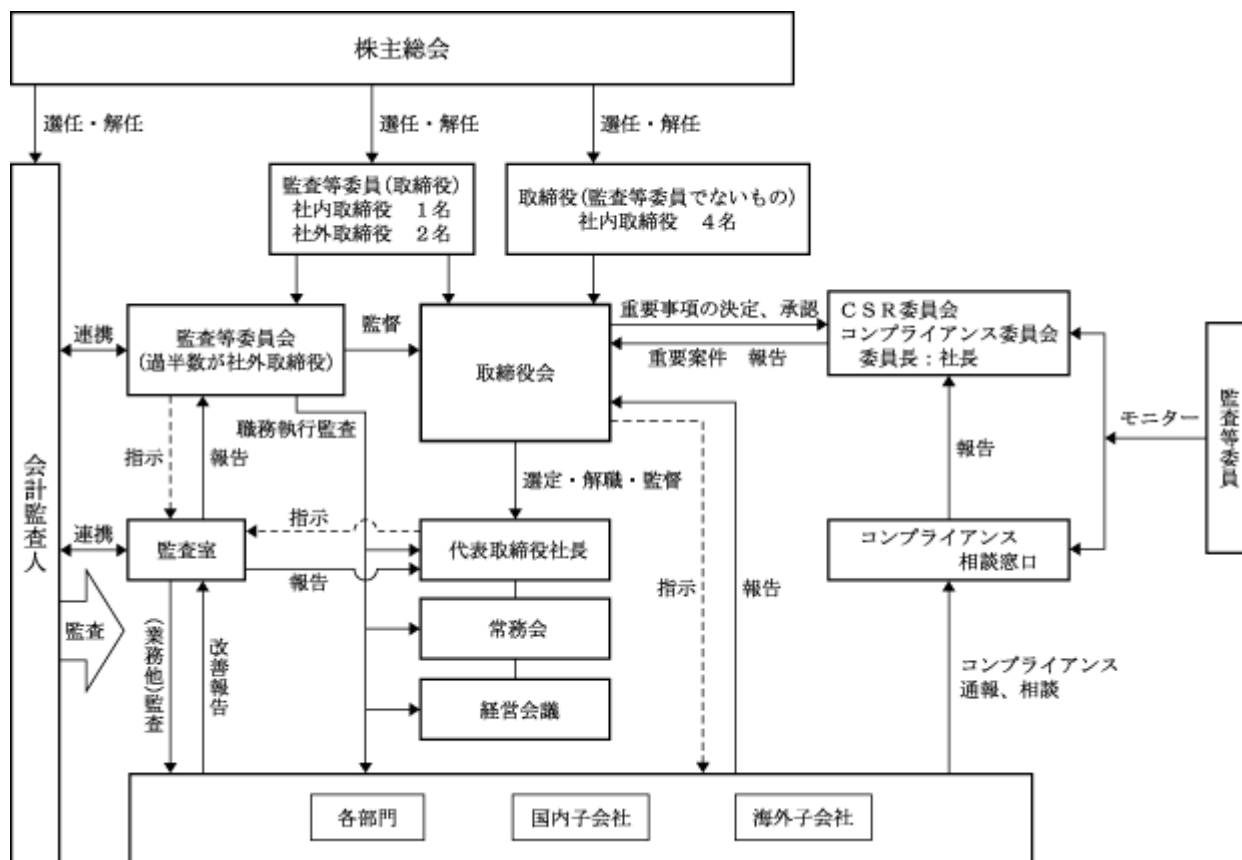 株主総会
選任・解任
選任・解任
選任・解任
監査等委員(取締役)
社内取締役　１名
社外取締役　２名
取締役(監査等委員でないもの)
社内取締役　４名
連携
監査等委員会
(過半数が社外取締役)
監督
取締役会
重要事項の決定、承認
重要案件　報告
ＣＳＲ委員会
コンプライアンス委員会
委員長：社長
監査等委員
モニター
職務執行監査
指示
報告
選定・解職・監督
報告
会計監査人
連携
監査室
指示
報告
代表取締役社長
コンプライアンス
相談窓口
指示
報告
監査
(業務他)監査
改善報告
常務会
経営会議
コンプライアンス
通報、相談
各部門
国内子会社
海外子会社